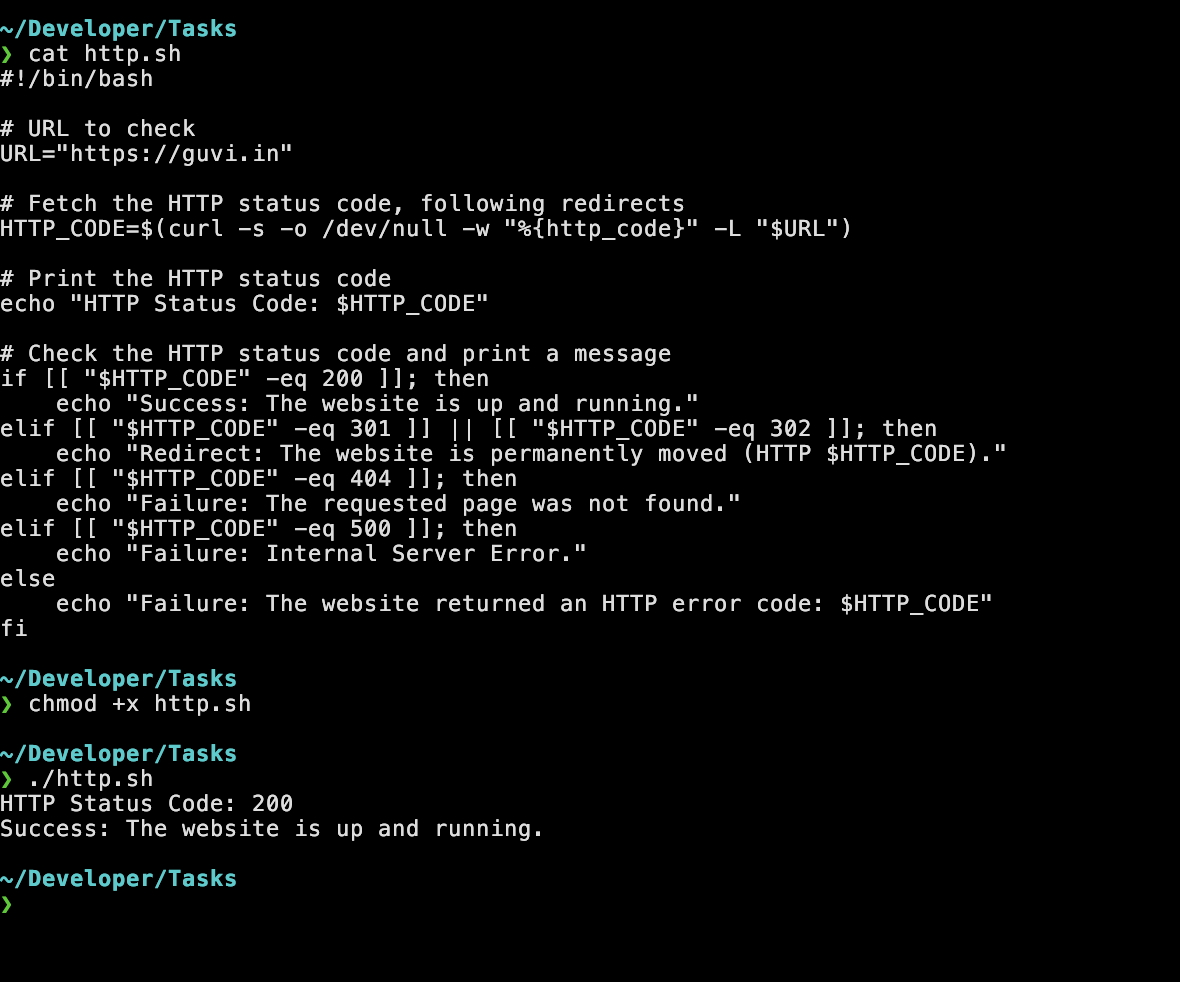 ~/Developer/Tasks
❯ cat http.sh
#!/bin/bash

# URL to check
URL="https://guvi.in"

# Fetch the HTTP status code, following redirects
HTTP_CODE=$(curl -s -o /dev/null -w "%{http_code}" -L "$URL")

# Print the HTTP status code
echo "HTTP Status Code: $HTTP_CODE"

# Check the HTTP status code and print a message
if [[ "$HTTP_CODE" -eq 200 ]]; then
    echo "Success: The website is up and running."
elif [[ "$HTTP_CODE" -eq 301 ]] || [[ "$HTTP_CODE" -eq 302 ]]; then
    echo "Redirect: The website is permanently moved (HTTP $HTTP_CODE)."
elif [[ "$HTTP_CODE" -eq 404 ]]; then
    echo "Failure: The requested page was not found."
elif [[ "$HTTP_CODE" -eq 500 ]]; then
    echo "Failure: Internal Server Error."
else
    echo "Failure: The website returned an HTTP error code: $HTTP_CODE"
fi

~/Developer/Tasks
❯ chmod +x http.sh

~/Developer/Tasks
❯ ./http.sh
HTTP Status Code: 200
Success: The website is up and running.

~/Developer/Tasks
❯